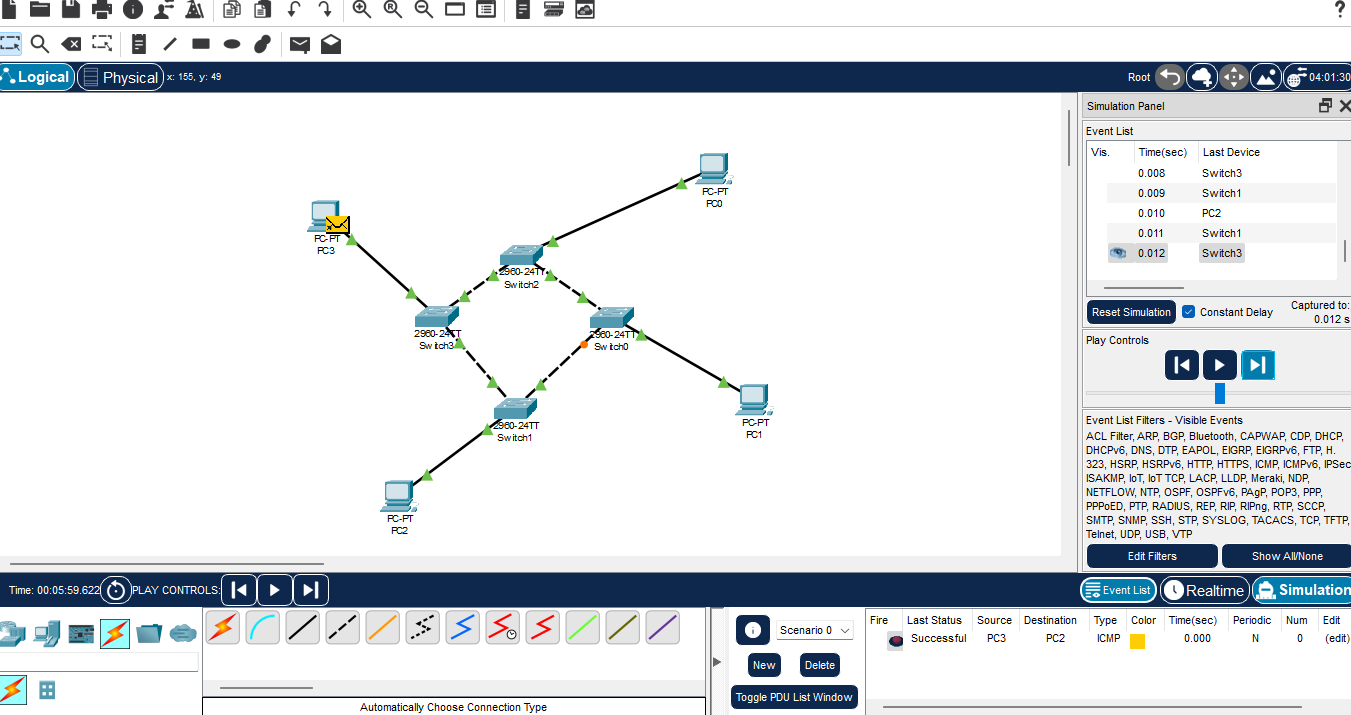 Logical
Physical
x: 155, y: 49
Root
04:01:30
Simulation Panel
Event List
Vis.
Time(sec)
Last Device
0.008
Switch3
0.009
Switch1
0.010
PC2
0.011
Switch1
0.012
Switch3
Reset Simulation
Constant Delay
Captured to:
0.012 s
Play Controls
Event List Filters - Visible Events
ACL Filter, ARP, BGP, Bluetooth, CAPWAP, CDP, DHCP,
DHCPv6, DNS, DTP, EAPOL, EIGRP, EIGRPv6, FTP, H.
323, HSRP, HSRPv6, HTTP, HTTPS, ICMP, ICMPv6, IPSec,
ISAKMP, IoT, IoT TCP, LACP, LLDP, Meraki, NDP,
NETFLOW, NTP, OSPF, OSPFv6, PAgP, POP3, PPP,
PPPoED, PTP, RADIUS, REP, RIP, RIPng, RTP, SCCP,
SMTP, SNMP, SSH, STP, SYSLOG, TACACS, TCP, TFTP,
Telnet, UDP, USB, VTP
Edit Filters
Show All/None
PC-PT
PC0
PC-PT
PC3
2960-24TT
Switch2
2960-24TT
Switch3
2960-24TT
Switch0
2960-24TT
Switch1
PC-PT
PC1
PC-PT
PC2
Time: 00:05:59.622
PLAY CONTROLS:
Event List
Realtime
Simulation
Scenario 0
New
Delete
Toggle PDU List Window
Fire
Last Status
Source
Destination
Type
Color
Time(sec)
Periodic
Num
Edit
Successful
PC3
PC2
ICMP
0.000
N
0
(edit)
Automatically Choose Connection Type